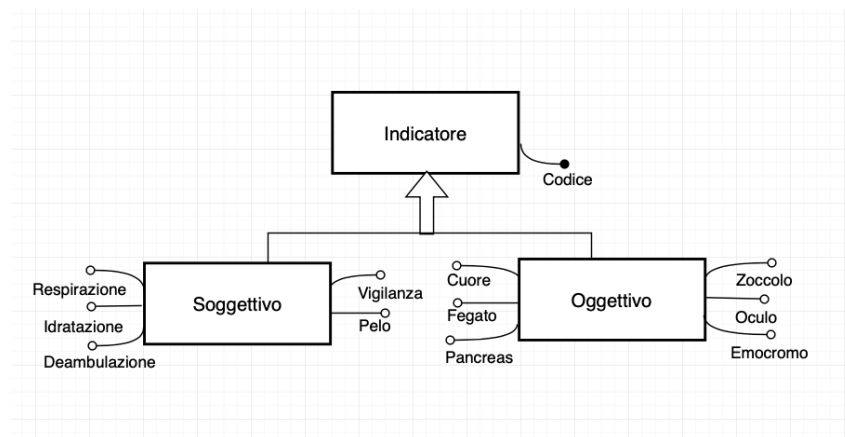 Indicatore
Codice
Respirazione
Idratazione
Deambulazione
Soggettivo
Vigilanza
Pelo
Cuore
Fegato
Pancreas
Oggettivo
Zoccolo
Oculo
Emocromo